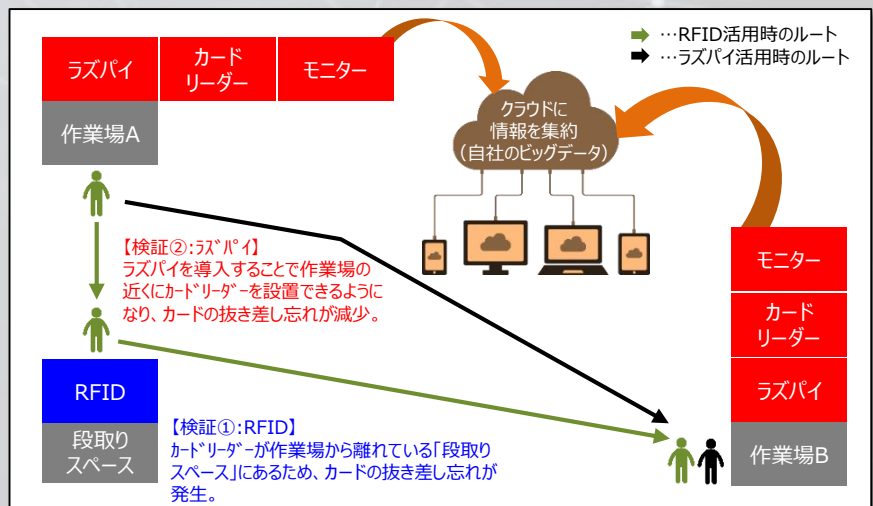 …RFID活用時のルート
…ラズパイ活用時のルート
ラズパイ
カード
リーダー
モニター
作業場A
クラウドに
情報を集約
(自社のビッグデータ)
【検証②:ﾗｽﾞﾊﾟｲ】
ラズパイを導入することで作業場の
近くにｶｰﾄﾞﾘｰﾀﾞｰを設置できるように
なり、カードの抜き差し忘れが減少。
RFID
段取り
スペース
【検証①:RFID】
ｶｰﾄﾞﾘｰﾀﾞｰが作業場から離れている「段取り
スペース」にあるため、カードの抜き差し忘れが
発生。
モニター
カード
リーダー
ラズパイ
作業場B